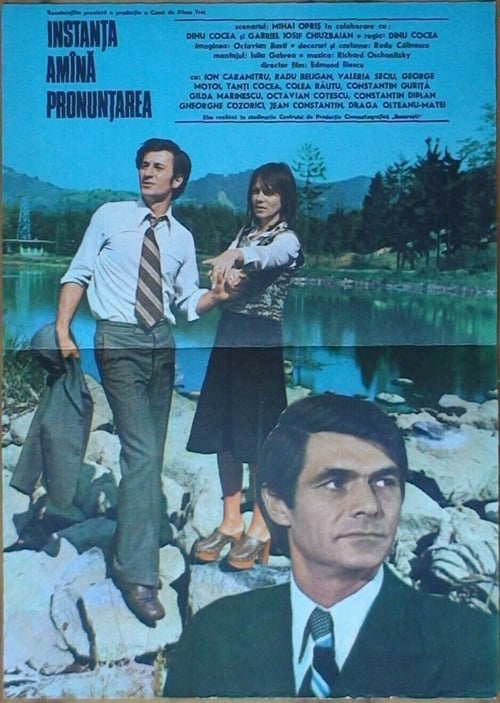 Româniafilm prezintă o producție a Casei de Filme Trei
INSTANȚA
AMÎNĂ
PRONUNȚAREA
scenariul: MIHAI OPRIȘ în colaborare cu:
DINU COCEA și GABRIEL IOSIF CHIUZBAIAN • regia: DINU COCEA
imaginea: Octavian Basti • decoruri și costume: Radu Călinescu
montajul: Iulia Gabrea • muzica: Richard Oschanitzky
director film: Edmond Iliescu
cu: ION CARAMITRU, RADU BELIGAN, VALERIA SECIU, GEORGE
MOTOI, TANȚI COCEA, COLEA RĂUTU, CONSTANTIN GURIȚĂ
GILDA MARINESCU, OCTAVIAN COTESCU, CONSTANTIN DIPLAN
GHEORGHE COZORICI, JEAN CONSTANTIN, DRAGA OLTEANU-MATEI
film realizat în studiourile Centrului de Producție Cinematografică „București"